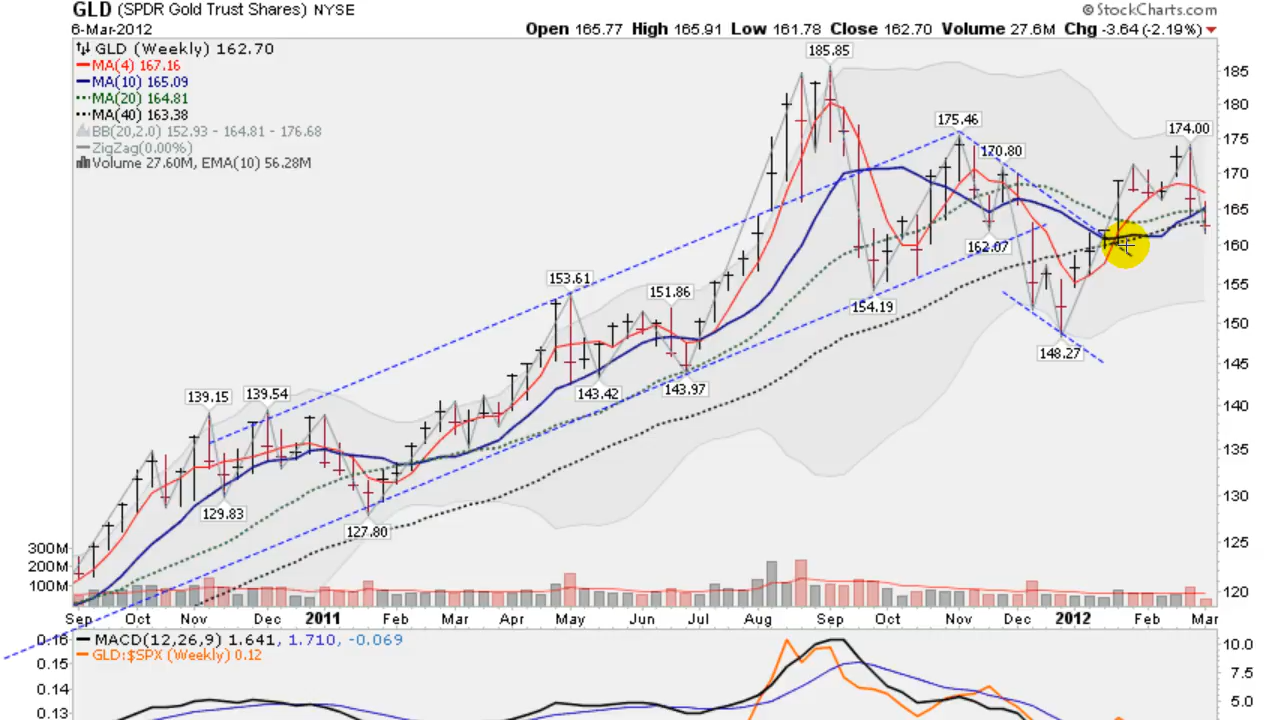 GLD (SPDR Gold Trust Shares) NYSE
© StockCharts.com
6-Mar-2012
Open 165.77 High 165.91 Low 161.78 Close 162.70 Volume 27.6M Chg -3.64 (-2.19%)
GLD (Weekly) 162.70
MA(4) 167.16
MA(10) 165.09
MA(20) 164.81
MA(40) 163.38
BB(20,2.0) 152.93 - 164.81 - 176.68
ZigZag(0.00%)
Volume 27.60M, EMA(10) 56.28M
185.85
175.46
170.80
174.00
162.07
153.61
151.86
154.19
148.27
143.42
143.97
139.15
139.54
129.83
127.80
185
180
175
170
165
160
155
150
145
140
135
130
125
120
300M
200M
100M
Sep Oct Nov Dec 2011 Feb Mar Apr May Jun Jul Aug Sep Oct Nov Dec 2012 Feb Mar
MACD(12,26,9) 1.641, 1.710, -0.069
GLD:$SPX (Weekly) 0.12
0.16
0.15
0.14
0.13
10.0
7.5
5.0